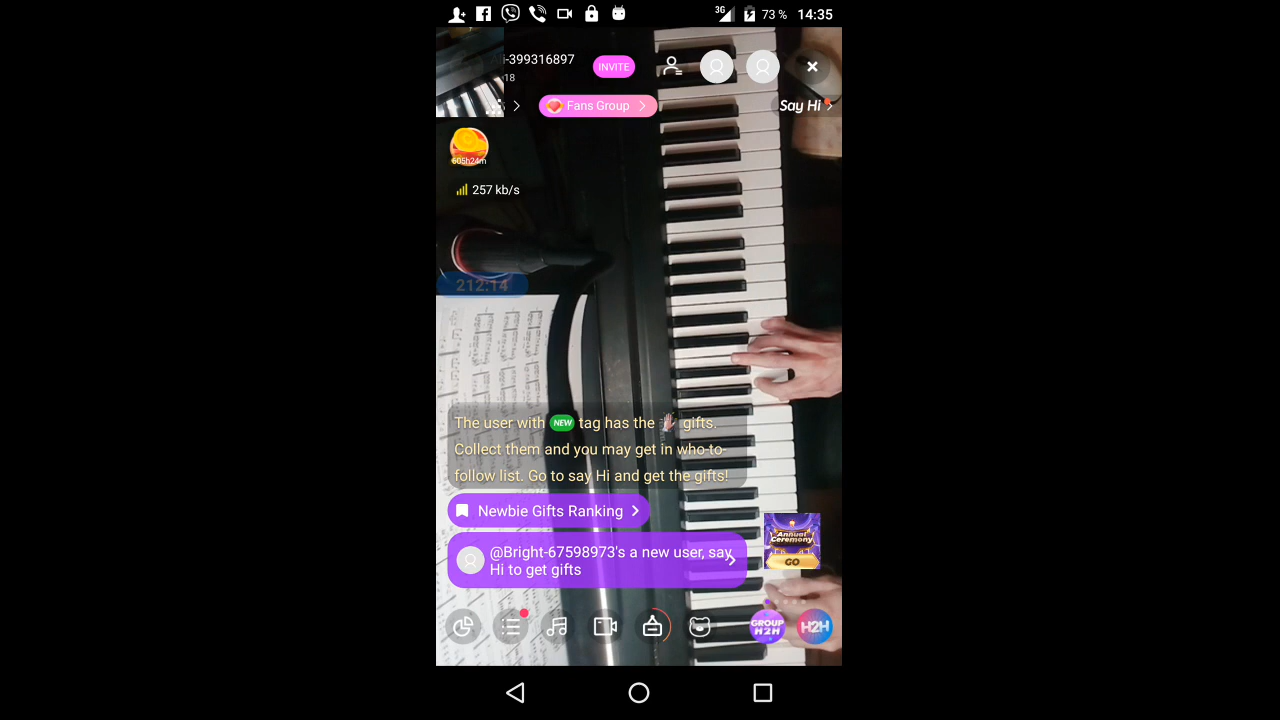 3G 73 % 14:35
i-399316897
INVITE
18
Fans Group
Say Hi
605h24m
257 kb/s
212:14
The user with NEW tag has the gifts.
Collect them and you may get in who-to-
follow list. Go to say Hi and get the gifts!
Newbie Gifts Ranking
@Bright-67598973's a new user, say
Hi to get gifts
Annual
Ceremony
GO
GROUP
H2H
H2H